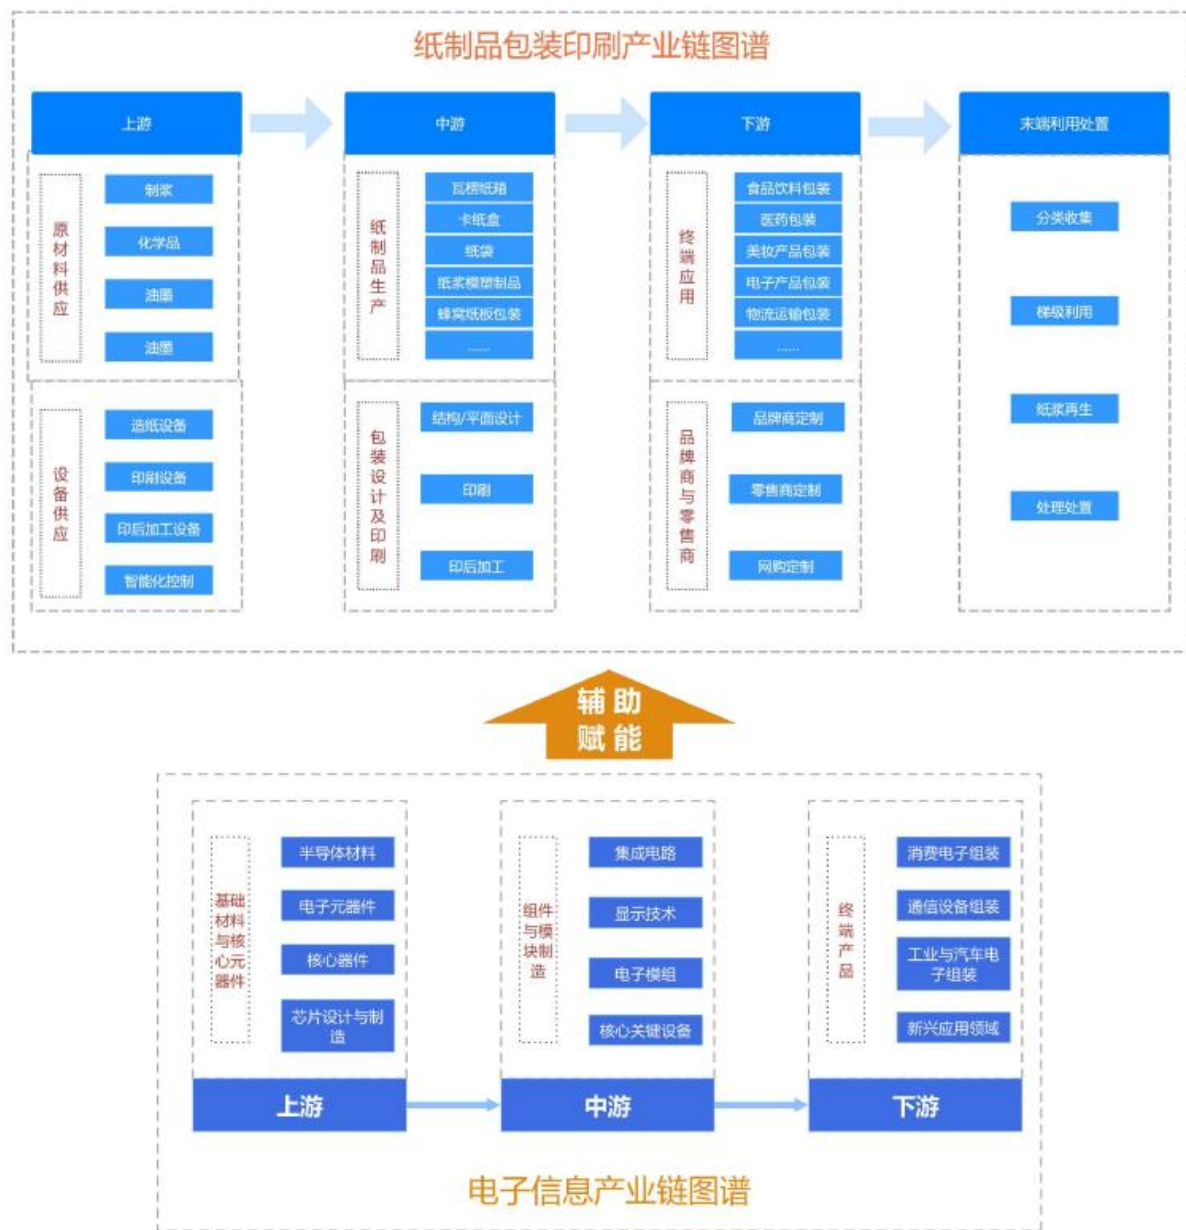 纸制品包装印刷产业链图谱
上游
中游
下游
末端利用处置
原材料供应
制浆
化学品
油墨
油墨
设备供应
造纸设备
印刷设备
印后加工设备
智能化控制
纸制品生产
瓦楞纸箱
卡纸盒
纸袋
纸浆模塑制品
蜂窝纸板包装
......
包装设计及印刷
结构/平面设计
印刷
印后加工
终端应用
食品饮料包装
医药包装
美妆产品包装
电子产品包装
物流运输包装
......
品牌商与零售商
品牌商定制
零售商定制
网购定制
分类收集
梯级利用
纸浆再生
处理处置
辅助
赋能
基础
材料
与核
心元
器件
半导体材料
电子元器件
核心器件
芯片设计与制
造
上游
组件
与模
块制
造
集成电路
显示技术
电子模组
核心关键设备
中游
终端产品
消费电子组装
通信设备组装
工业与汽车电
子组装
新兴应用领域
下游
电子信息产业链图谱